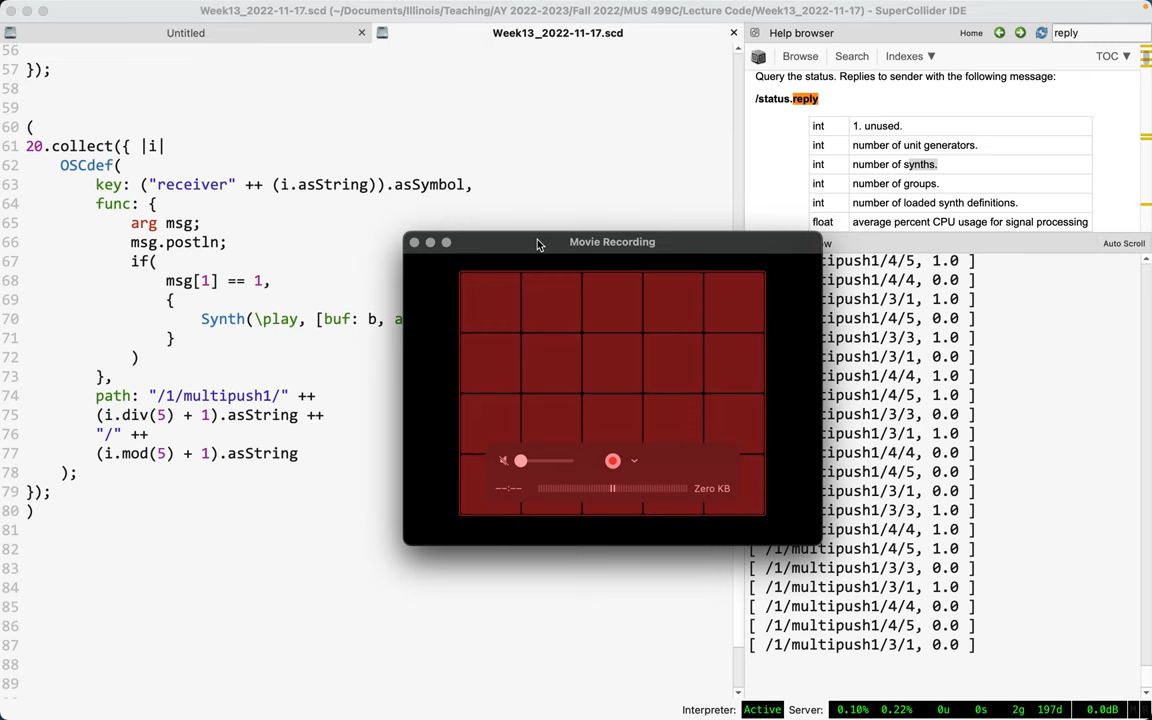 Week13_2022-11-17.scd (~/Documents/Illinois/Teaching/AY 2022-2023/Fall 2022/MUS 499C/Lecture Code/Week13_2022-11-17) - SuperCollider IDE
Untitled
Week13_2022-11-17.scd
Help browser
Home
reply
Browse
Search
Indexes ▼
TOC ▼
56
57 });
58
59
60 (
61 20.collect({ |i|
62 OSCdef(
63 key: ("receiver" ++ (i.asString)).asSymbol,
64 func: {
65 arg msg;
66 msg.postln;
67 if(
68 msg[1] == 1,
69 {
70 Synth(\play, [buf: b, a
71 }
72 )
73 },
74 path: "/1/multipush1/" ++
75 (i.div(5) + 1).asString ++
76 "/" ++
77 (i.mod(5) + 1).asString
78 );
79 });
80 )
81
82
83
84
85
86
87
88
89
Query the status. Replies to sender with the following message:
/status.reply
int 1. unused.
int number of unit generators.
int number of synths.
int number of groups.
int number of loaded synth definitions.
float average percent CPU usage for signal processing
Auto Scroll
Movie Recording
--:--
Zero KB
ltipush1/4/5, 1.0 ]
ltipush1/4/4, 0.0 ]
ltipush1/3/1, 1.0 ]
ltipush1/4/5, 0.0 ]
ltipush1/3/3, 1.0 ]
ltipush1/3/1, 0.0 ]
ltipush1/4/4, 1.0 ]
ltipush1/4/5, 1.0 ]
ltipush1/3/3, 0.0 ]
ltipush1/3/1, 1.0 ]
ltipush1/4/4, 0.0 ]
ltipush1/4/5, 0.0 ]
ltipush1/3/1, 0.0 ]
ltipush1/3/3, 1.0 ]
ltipush1/4/4, 1.0 ]
[ /1/multipush1/4/5, 1.0 ]
[ /1/multipush1/3/3, 0.0 ]
[ /1/multipush1/3/1, 1.0 ]
[ /1/multipush1/4/4, 0.0 ]
[ /1/multipush1/4/5, 0.0 ]
[ /1/multipush1/3/1, 0.0 ]
Interpreter: Active Server: 0.10% 0.22% 0u 0s 2g 197d 0.0dB M R